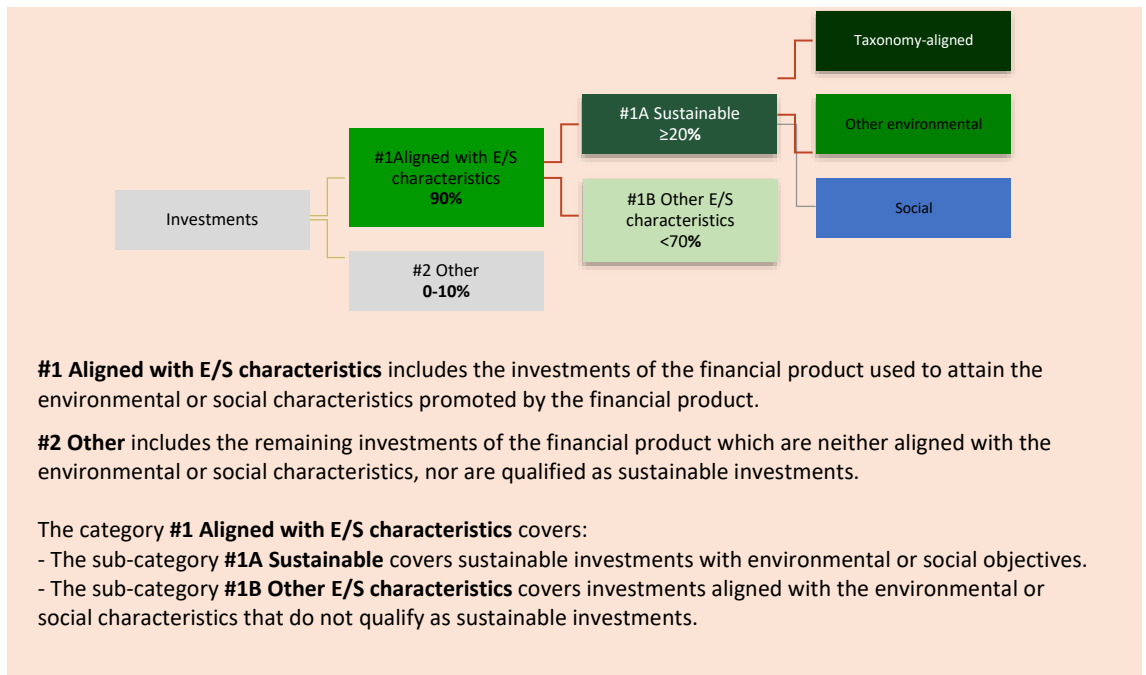 Taxonomy-aligned
#1A Sustainable
≥20%
Other environmental
#1Aligned with E/S
characteristics
90%
#1B Other E/S
characteristics
<70%
Social
Investments
#2 Other
0-10%
#1 Aligned with E/S characteristics includes the investments of the financial product used to attain the
environmental or social characteristics promoted by the financial product.
#2 Other includes the remaining investments of the financial product which are neither aligned with the
environmental or social characteristics, nor are qualified as sustainable investments.
The category #1 Aligned with E/S characteristics covers:
- The sub-category #1A Sustainable covers sustainable investments with environmental or social objectives.
- The sub-category #1B Other E/S characteristics covers investments aligned with the environmental or
social characteristics that do not qualify as sustainable investments.